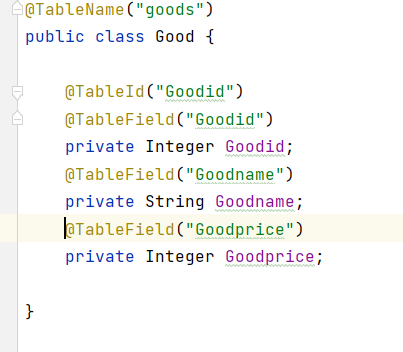 @TableName("goods")
public class Good {
@TableId("Goodid")
@TableField("Goodid")
private Integer Goodid;
@TableField("Goodname")
private String Goodname;
@TableField("Goodprice")
private Integer Goodprice;
}